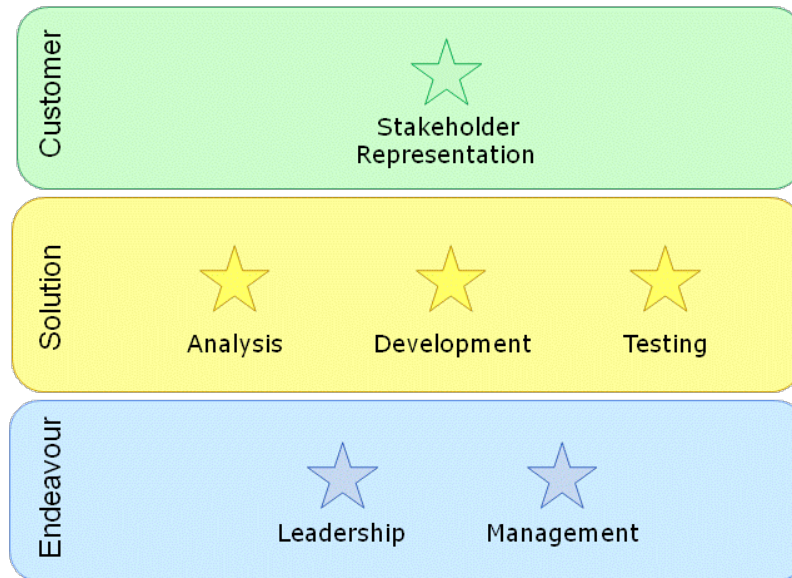 Customer
Stakeholder
Representation
Solution
Analysis
Development
Testing
Endeavour
Leadership
Management